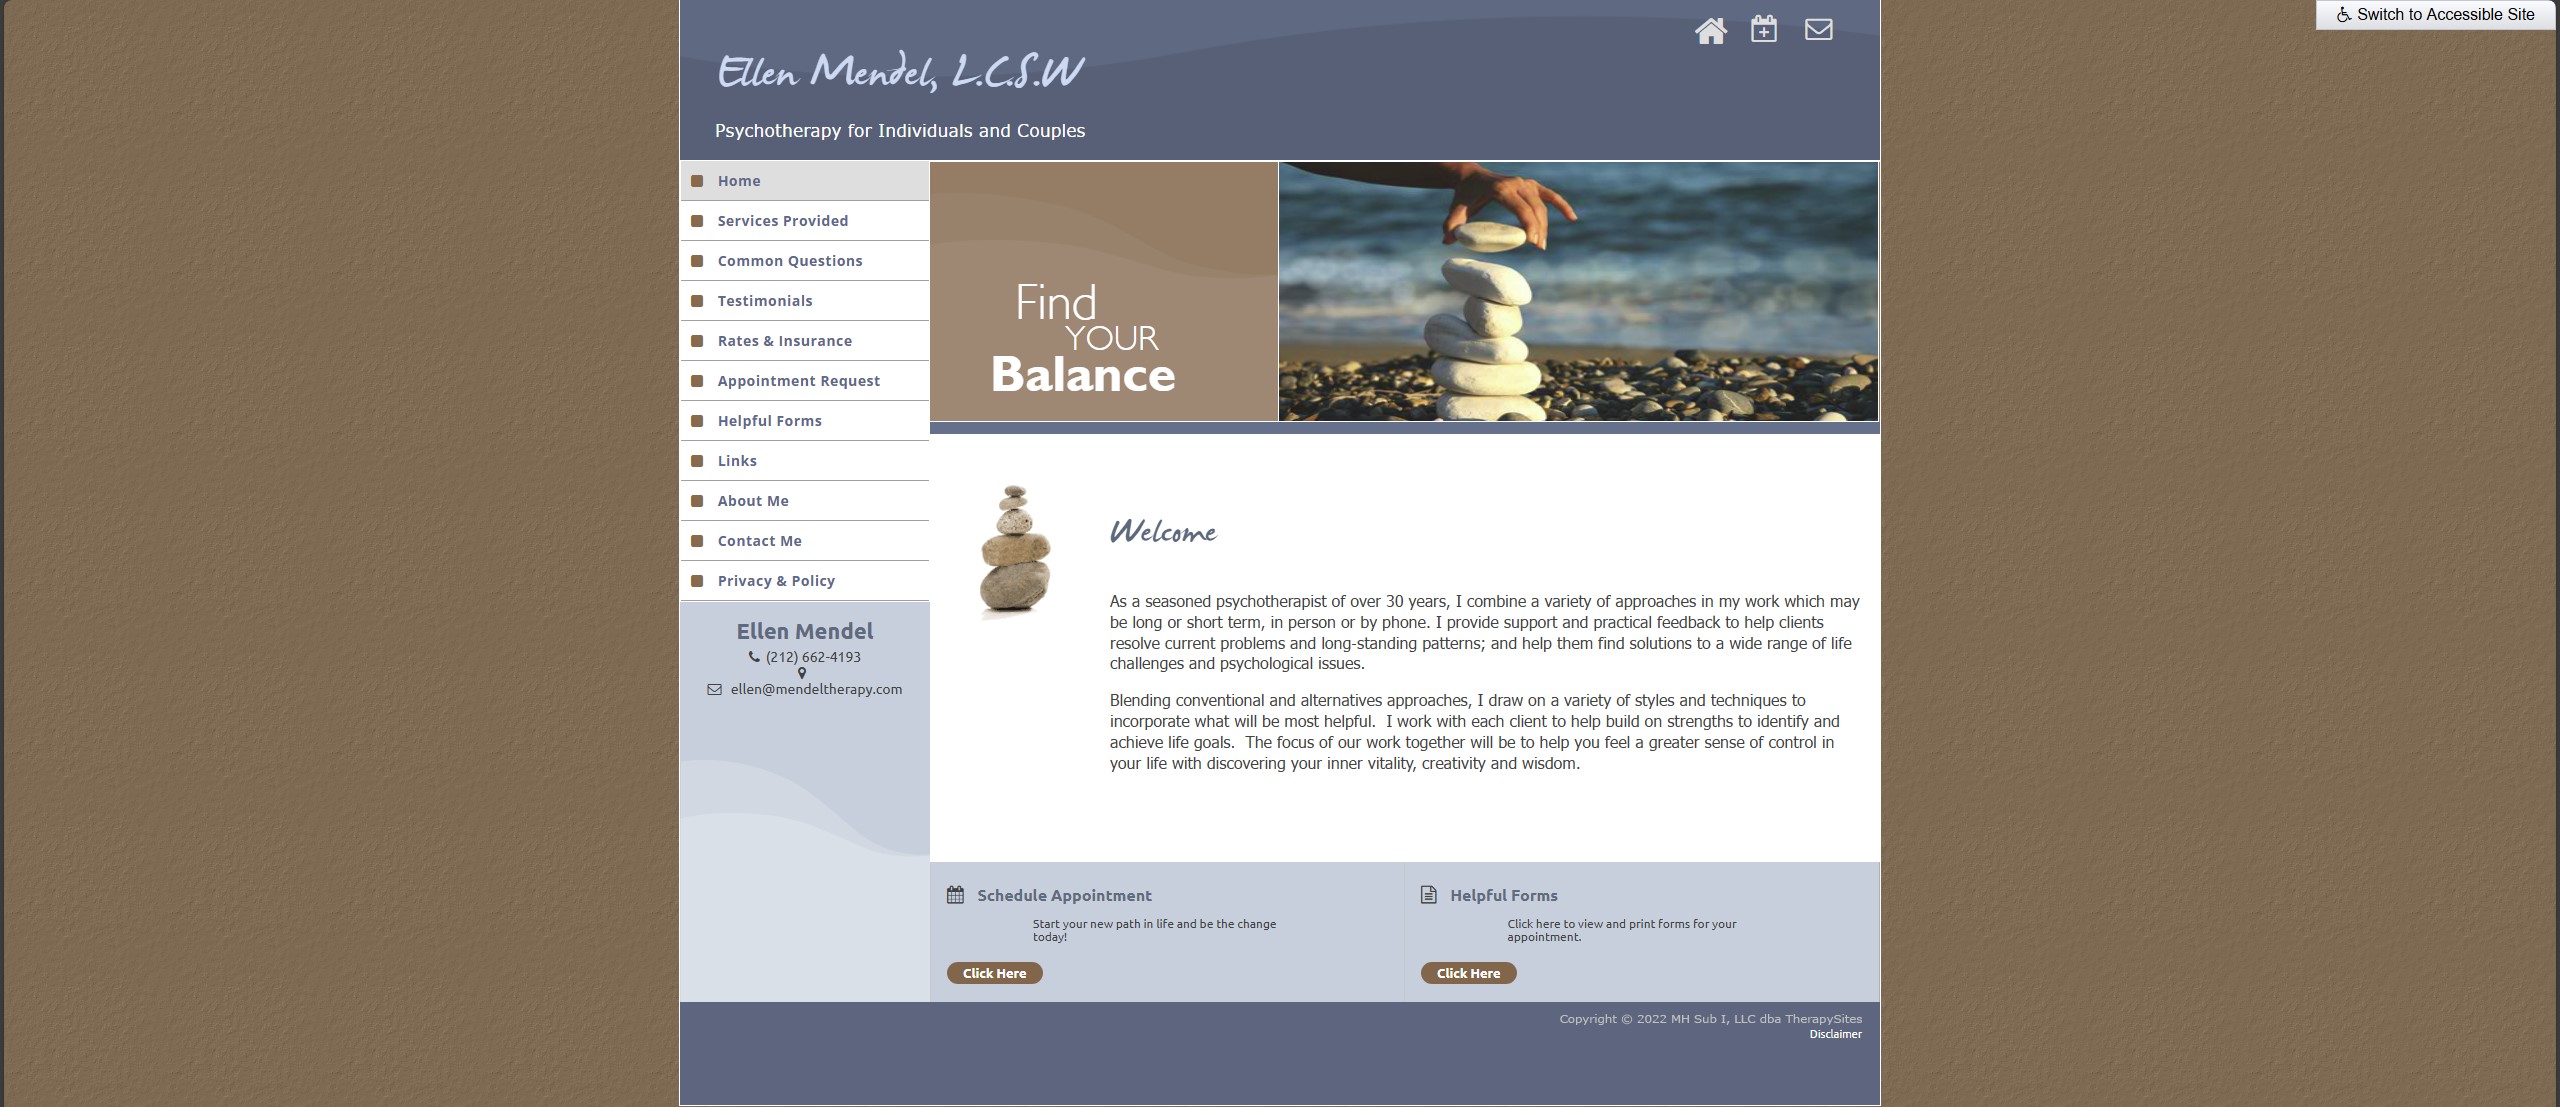 Switch to Accessible Site
Ellen Mendel, L.C.S.W
Psychotherapy for Individuals and Couples
Home
Services Provided
Common Questions
Testimonials
Rates & Insurance
Appointment Request
Helpful Forms
Links
About Me
Contact Me
Privacy & Policy
Ellen Mendel
(212) 662-4193
ellen@mendeltherapy.com
Find
YOUR
Balance
Welcome
As a seasoned psychotherapist of over 30 years, I combine a variety of approaches in my work which may
be long or short term, in person or by phone. I provide support and practical feedback to help clients
resolve current problems and long-standing patterns; and help them find solutions to a wide range of life
challenges and psychological issues.
Blending conventional and alternatives approaches, I draw on a variety of styles and techniques to
incorporate what will be most helpful.  I work with each client to help build on strengths to identify and
achieve life goals.  The focus of our work together will be to help you feel a greater sense of control in
your life with discovering your inner vitality, creativity and wisdom.
Schedule Appointment
Start your new path in life and be the change
today!
Click Here
Helpful Forms
Click here to view and print forms for your
appointment.
Click Here
Copyright © 2022 MH Sub I, LLC dba TherapySites
Disclaimer